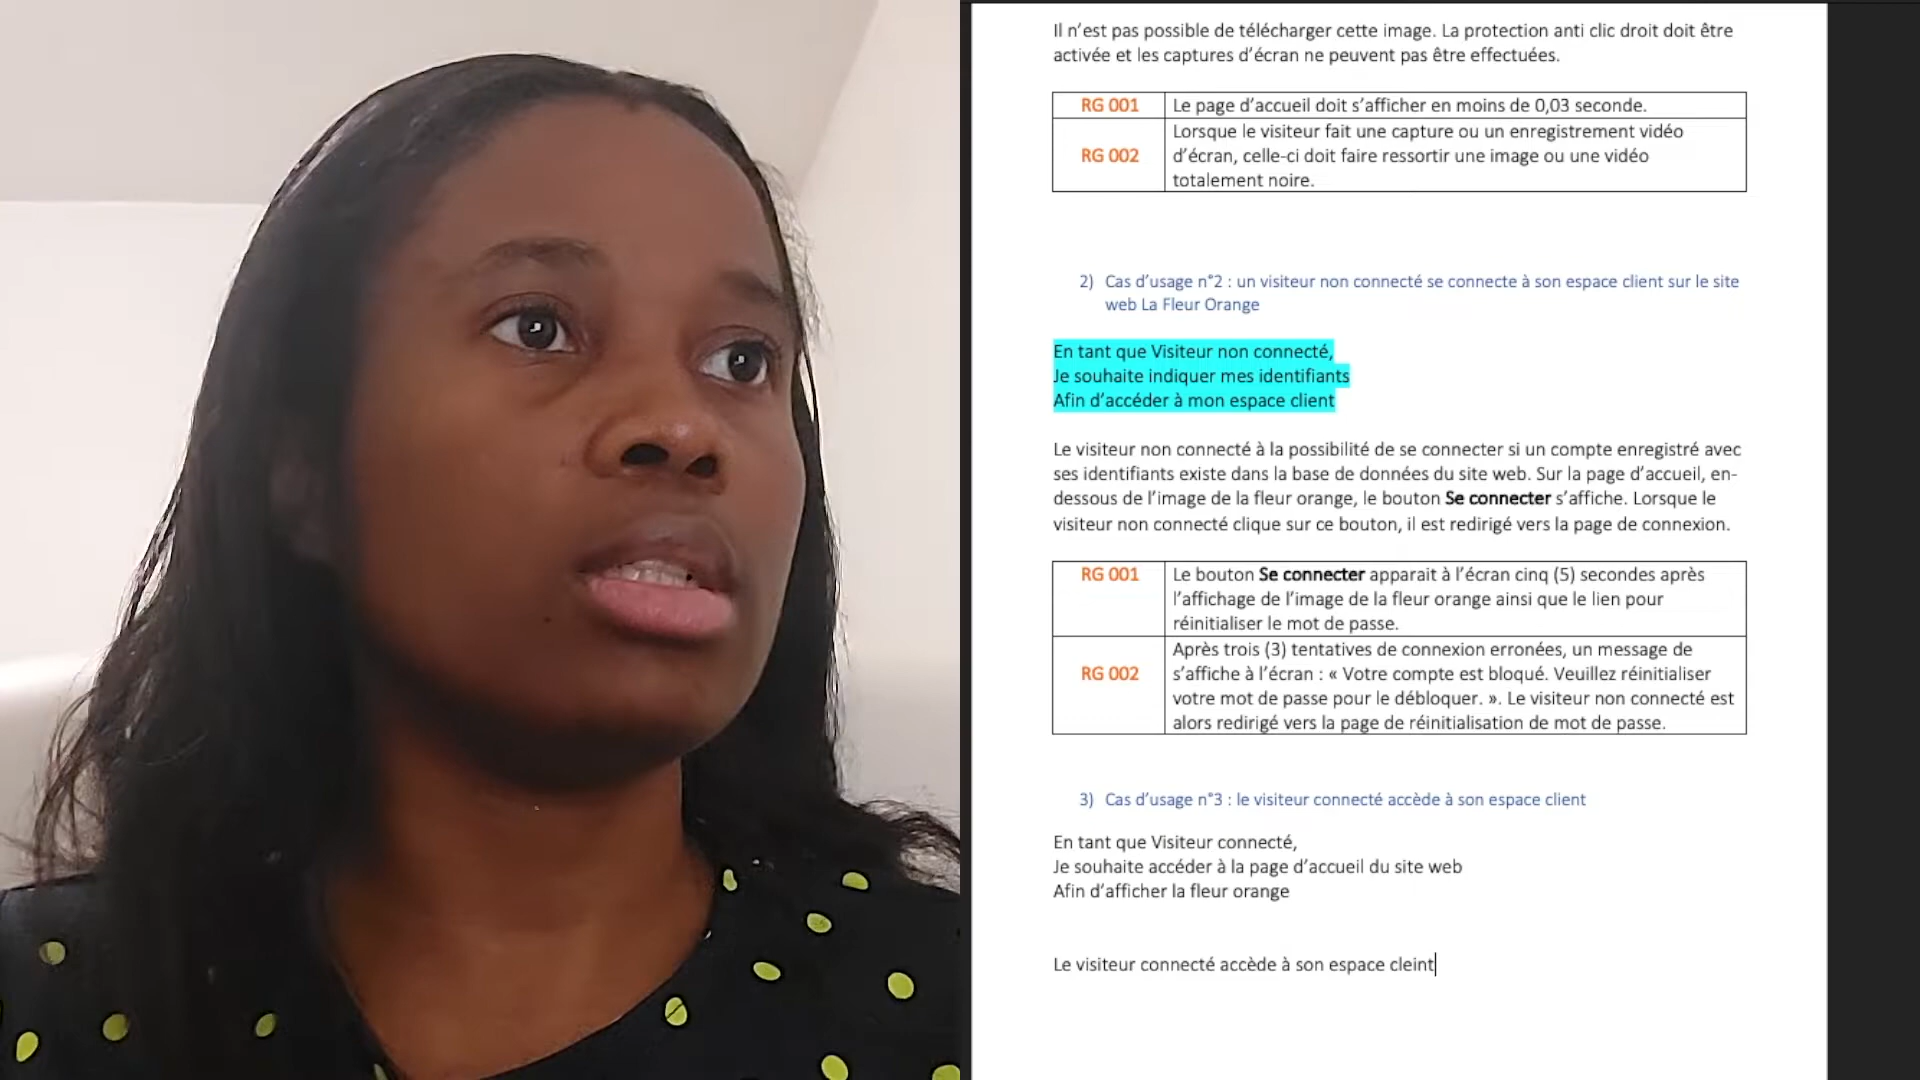 Il n’est pas possible de télécharger cette image. La protection anti clic droit doit être
activée et les captures d’écran ne peuvent pas être effectuées.
RG 001 Le page d’accueil doit s’afficher en moins de 0,03 seconde.
RG 002 Lorsque le visiteur fait une capture ou un enregistrement vidéo
d’écran, celle-ci doit faire ressortir une image ou une vidéo
totalement noire.
2) Cas d’usage n°2 : un visiteur non connecté se connecte à son espace client sur le site
web La Fleur Orange
En tant que Visiteur non connecté,
Je souhaite indiquer mes identifiants
Afin d’accéder à mon espace client
Le visiteur non connecté à la possibilité de se connecter si un compte enregistré avec
ses identifiants existe dans la base de données du site web. Sur la page d’accueil, en-
dessous de l’image de la fleur orange, le bouton Se connecter s’affiche. Lorsque le
visiteur non connecté clique sur ce bouton, il est redirigé vers la page de connexion.
RG 001 Le bouton Se connecter apparait à l’écran cinq (5) secondes après
l’affichage de l’image de la fleur orange ainsi que le lien pour
réinitialiser le mot de passe.
RG 002 Après trois (3) tentatives de connexion erronées, un message de
s’affiche à l’écran : « Votre compte est bloqué. Veuillez réinitialiser
votre mot de passe pour le débloquer. ». Le visiteur non connecté est
alors redirigé vers la page de réinitialisation de mot de passe.
3) Cas d’usage n°3 : le visiteur connecté accède à son espace client
En tant que Visiteur connecté,
Je souhaite accéder à la page d’accueil du site web
Afin d’afficher la fleur orange
Le visiteur connecté accède à son espace cleint